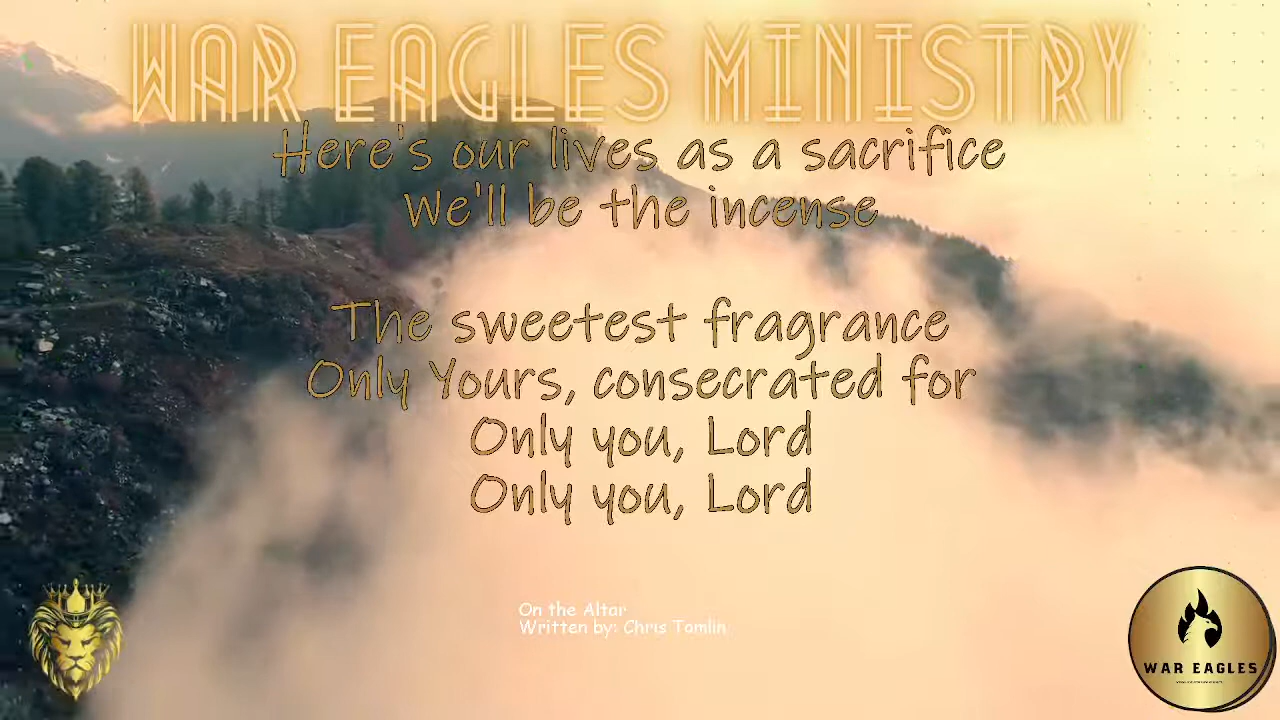 WAR EAGLES MINISTRY
Here's our lives as a sacrifice
We'll be the incense
The sweetest fragrance
Only Yours, consecrated for
Only you, Lord
Only you, Lord
On the Altar
Written by: Chris Tomlin
WAR EAGLES